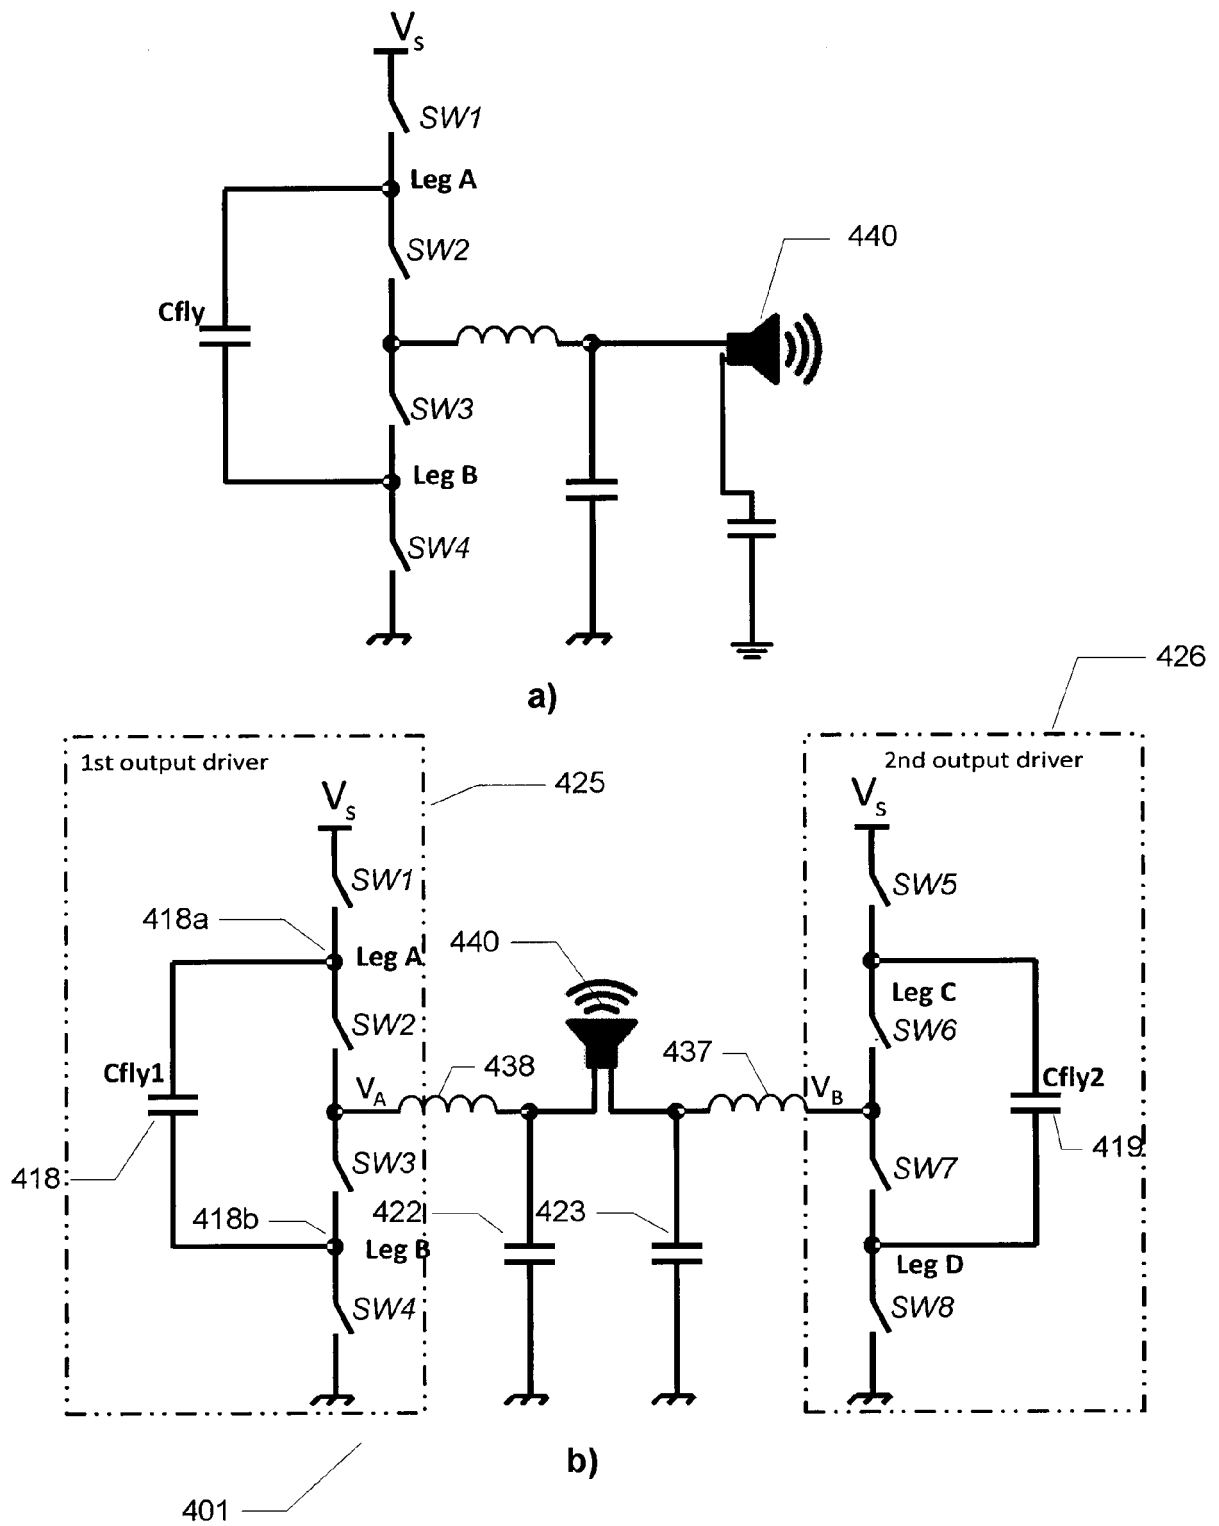 Vs
SW1
Leg A
SW2
440
Cfly
SW3
Leg B
SW4
a)
426
1st output driver
2nd output driver
425
Vs
Vs
SW1
SW5
418a
440
Leg A
Leg C
SW2
SW6
438
437
Cfly1
VA
VB
Cfly2
418
SW3
SW7
419
418b
422
423
Leg B
Leg D
SW4
SW8
b)
401